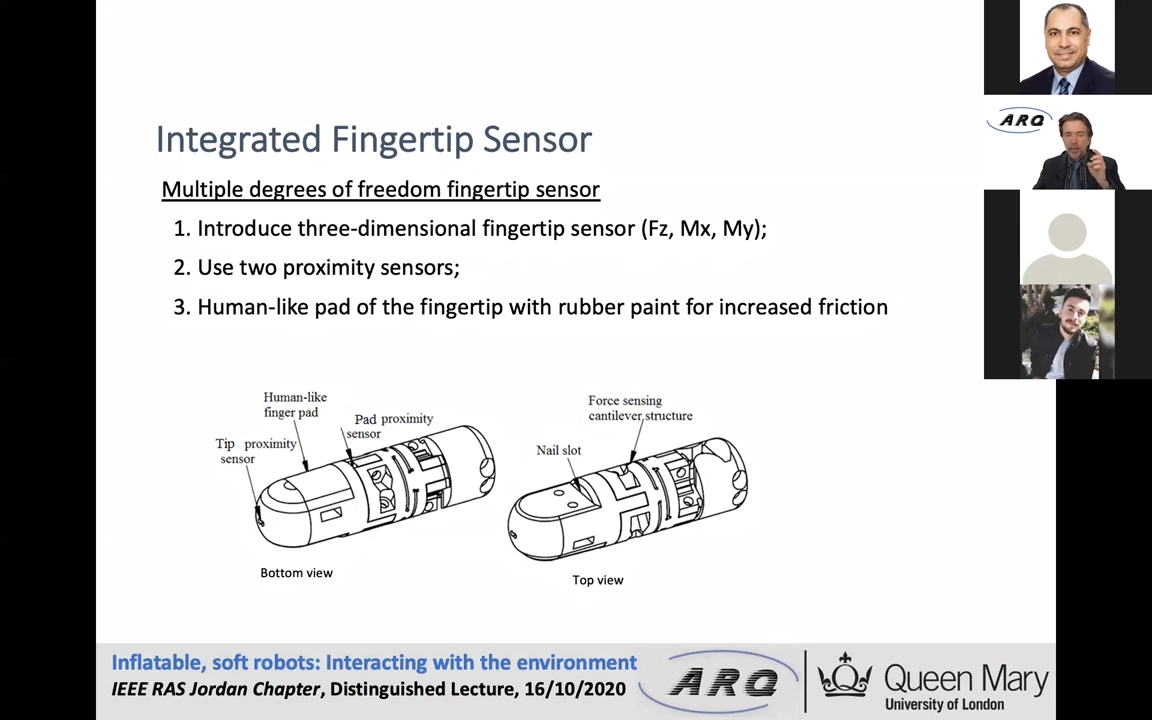 ARQ
Integrated Fingertip Sensor
Multiple degrees of freedom fingertip sensor
1. Introduce three-dimensional fingertip sensor (Fz, Mx, My);
2. Use two proximity sensors;
3. Human-like pad of the fingertip with rubber paint for increased friction
Human-like
finger pad
Pad proximity
sensor
Tip proximity
sensor
Bottom view
Force sensing
cantilever structure
Nail slot
Top view
Inflatable, soft robots: Interacting with the environment
IEEE RAS Jordan Chapter, Distinguished Lecture, 16/10/2020
ARQ
Queen Mary
University of London